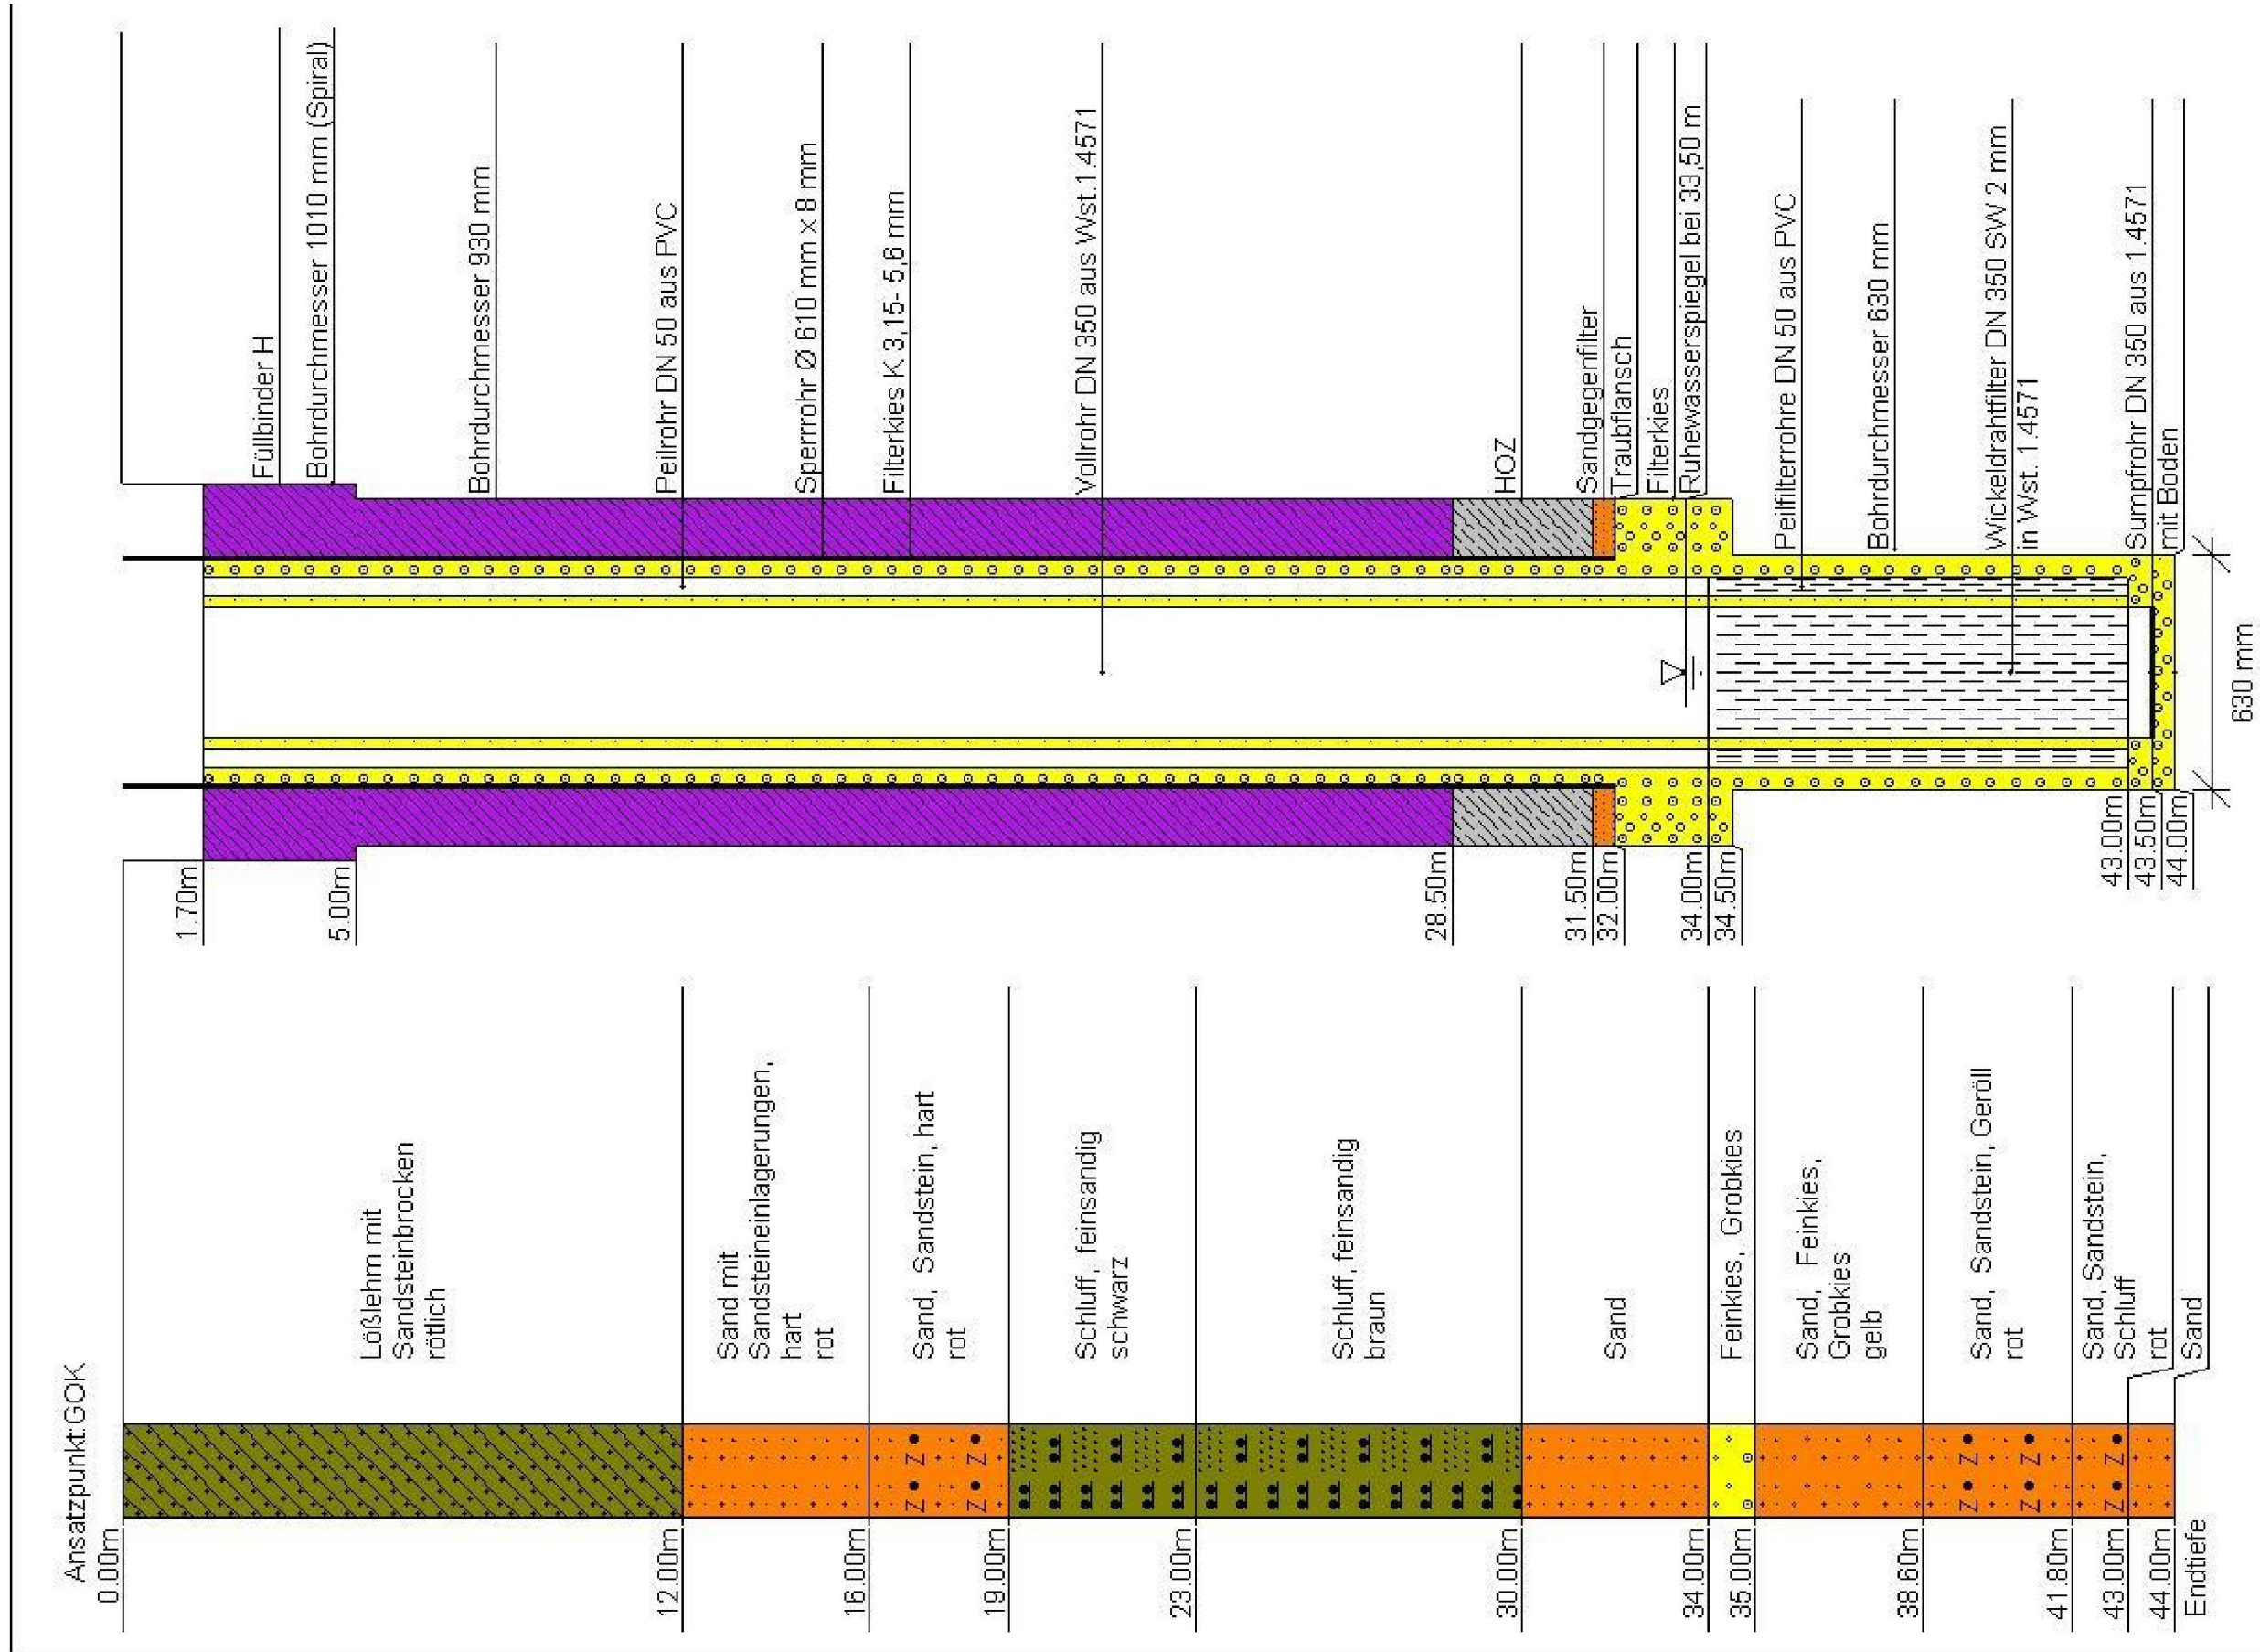 Ansatzpunkt:GOK
0.00m
Lößlehm mit
Sandsteinbrocken
rötlich
12.00m
Sand mit
Sandsteineinlagerungen,
hart
rot
16.00m
Sand, Sandstein, hart
rot
19.00m
Schluff, feinsandig
schwarz
23.00m
Schluff, feinsandig
braun
30.00m
Sand
34.00m
Feinkies, Grobkies
35.00m
Sand, Feinkies,
Grobkies
gelb
38.60m
Sand, Sandstein, Geröll
rot
41.80m
Sand, Sandstein,
Schluff
rot
43.00m
Sand
44.00m
Endtiefe
1.70m
5.00m
28.50m
31.50m
32.00m
34.00m
34.50m
43.00m
43.50m
44.00m
Füllbinder H
Bohrdurchmesser 1010 mm (Spiral)
Bohrdurchmesser 930 mm
Peilrohr DN 50 aus PVC
Sperrrohr Ø 610 mm x 8 mm
Filterkies K 3,15- 5,6 mm
Vollrohr DN 350 aus Wst.1.4571
HOZ
Sandgegenfilter
Traubflansch
Filterkies
Ruhewasserspiegel bei 33,50 m
Peilfilterrohre DN 50 aus PVC
Bohrdurchmesser 630 mm
Wickeldrahtfilter DN 350 SW 2 mm
in Wst. 1.4571
Sumpfrohr DN 350 aus 1.4571
mit Boden
630 mm